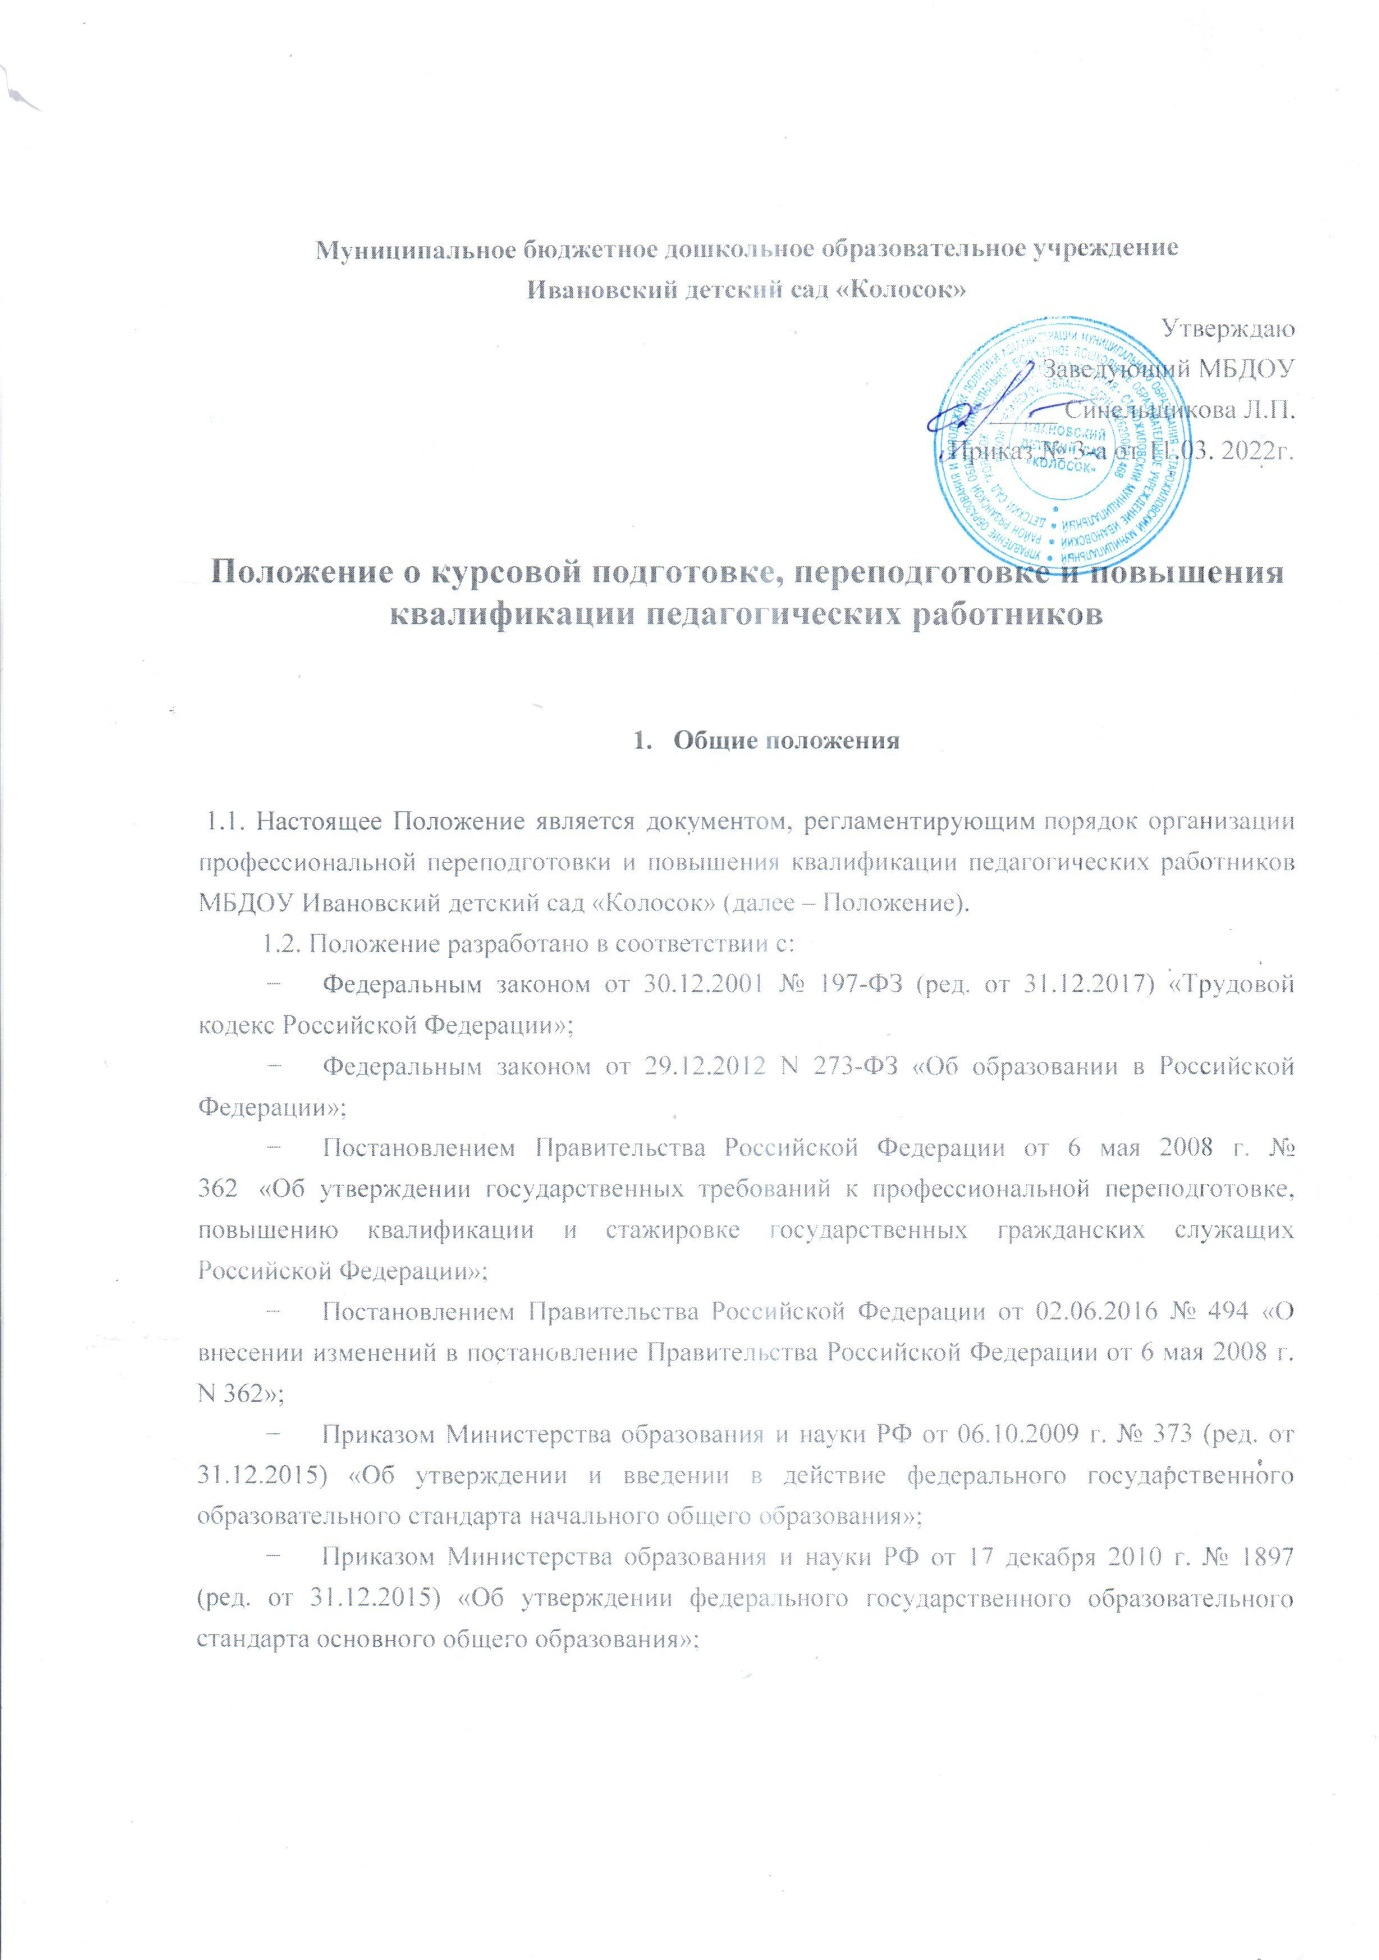 Муниципальное бюджетное дошкольное образовательное учреждение
Ивановский детский сад «Колосок»
Утверждаю
Заведующий МБДОУ
Синельщикова Л.П.
Приказ № 3-а от 11.03. 2022г.
ИВАНОВСКИЙ
ДЕТСКИЙ САД
«КОЛОСОК»
Положение о курсовой подготовке, переподготовке и повышения
квалификации педагогических работников
1. Общие положения
1.1. Настоящее Положение является документом, регламентирующим порядок организации
профессиональной переподготовки и повышения квалификации педагогических работников
МБДОУ Ивановский детский сад «Колосок» (далее – Положение).
1.2. Положение разработано в соответствии с:
– Федеральным законом от 30.12.2001 № 197-ФЗ (ред. от 31.12.2017) «Трудовой
кодекс Российской Федерации»;
– Федеральным законом от 29.12.2012 N 273-ФЗ «Об образовании в Российской
Федерации»;
– Постановлением Правительства Российской Федерации от 6 мая 2008 г. №
362 «Об утверждении государственных требований к профессиональной переподготовке,
повышению квалификации и стажировке государственных гражданских служащих
Российской Федерации»;
– Постановлением Правительства Российской Федерации от 02.06.2016 № 494 «О
внесении изменений в постановление Правительства Российской Федерации от 6 мая 2008 г.
N 362»;
– Приказом Министерства образования и науки РФ от 06.10.2009 г. № 373 (ред. от
31.12.2015) «Об утверждении и введении в действие федерального государственного
образовательного стандарта начального общего образования»;
– Приказом Министерства образования и науки РФ от 17 декабря 2010 г. № 1897
(ред. от 31.12.2015) «Об утверждении федерального государственного образовательного
стандарта основного общего образования»;